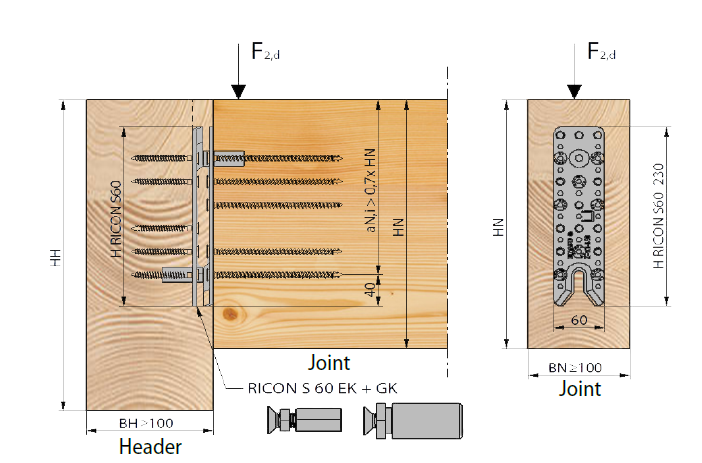 F2,d
F2,d
HH
H RICON S60
aN,i > 0,7x HN
HN
40
HN
H RICON S60 230
60
Joint
RICON S 60 EK + GK
BH >100
Header
BN ≥100
Joint